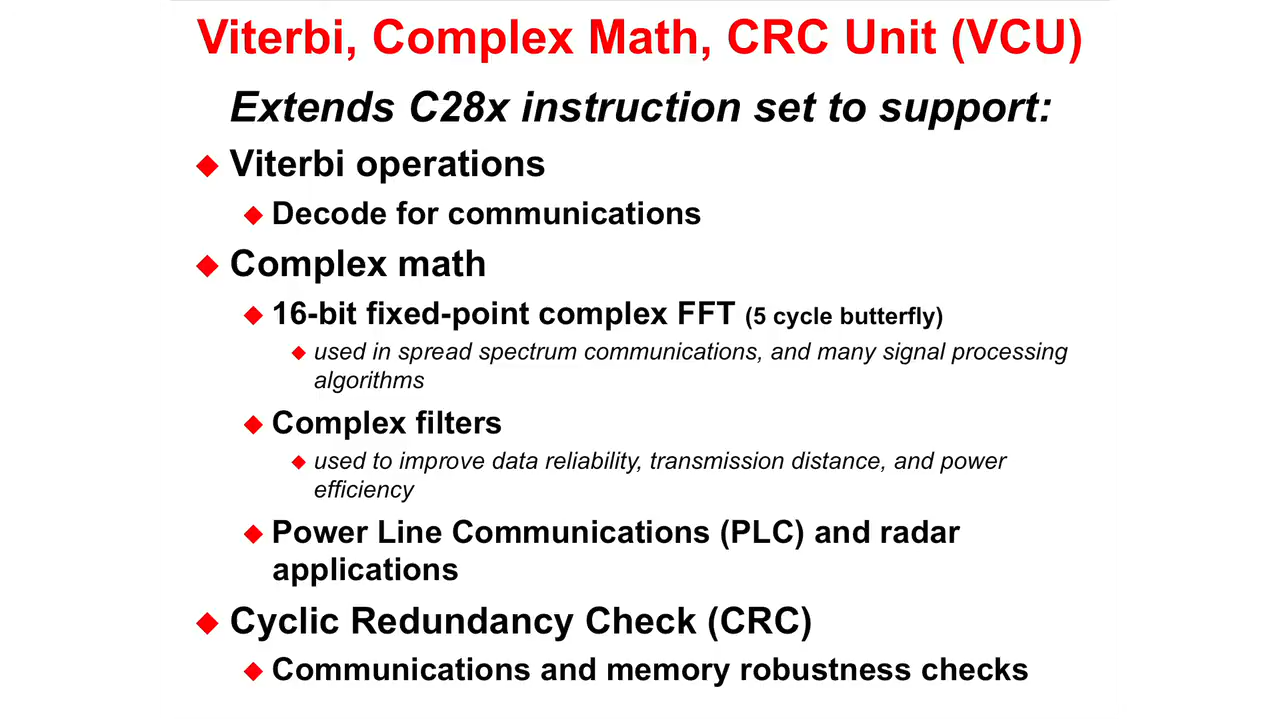 Viterbi, Complex Math, CRC Unit (VCU)
Extends C28x instruction set to support:
Viterbi operations
Decode for communications
Complex math
16-bit fixed-point complex FFT (5 cycle butterfly)
used in spread spectrum communications, and many signal processing
algorithms
Complex filters
used to improve data reliability, transmission distance, and power
efficiency
Power Line Communications (PLC) and radar
applications
Cyclic Redundancy Check (CRC)
Communications and memory robustness checks